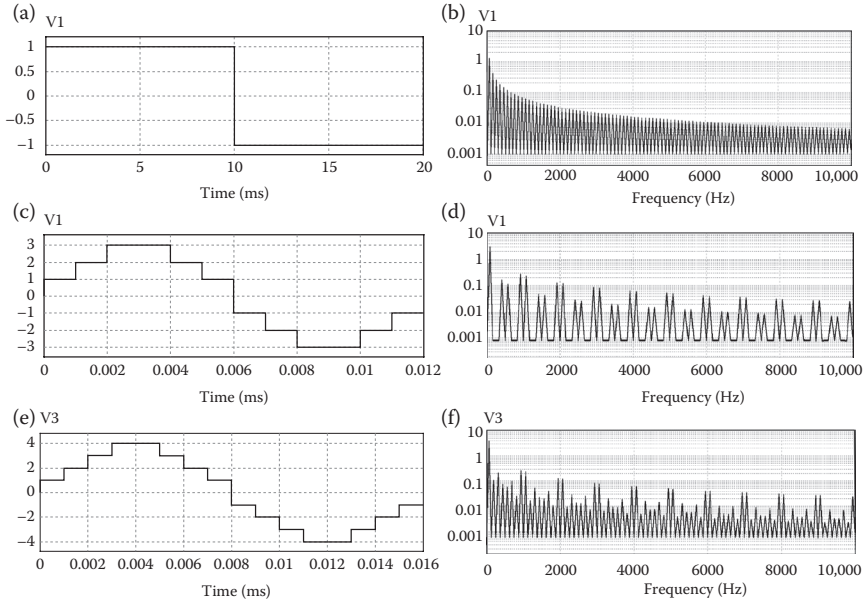 (a) V1
1
0.5
0
−0.5
−1
0 5 10 15 20
Time (ms)
(b) V1
10
1
0.1
0.01
0.001
0 2000 4000 6000 8000 10,000
Frequency (Hz)
(c) V1
3
2
1
0
−1
−2
−3
0 0.002 0.004 0.006 0.008 0.01 0.012
Time (ms)
(d) V1
10
1
0.1
0.01
0.001
0 2000 4000 6000 8000 10,000
Frequency (Hz)
(e) V3
4
2
0
−2
−4
0 0.002 0.004 0.006 0.008 0.01 0.012 0.014 0.016
Time (ms)
(f) V3
10
1
0.1
0.01
0.001
0 2000 4000 6000 8000 10,000
Frequency (Hz)